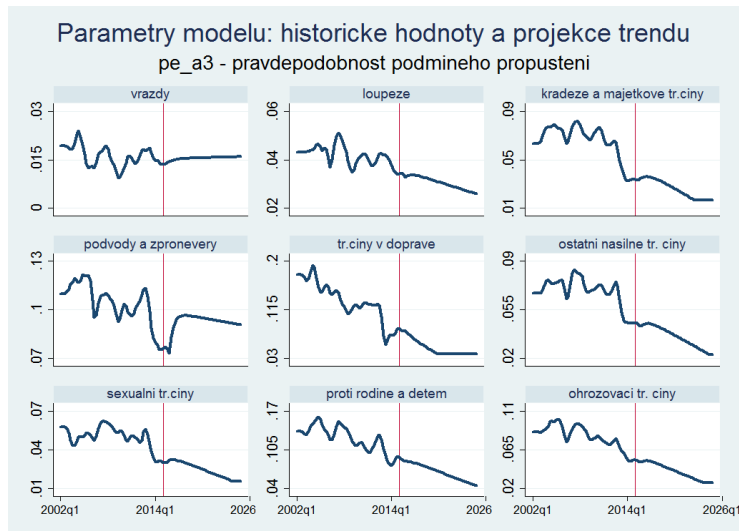 Parametry modelu: historicke hodnoty a projekce trendu
pe_a3 - pravdepodobnost podmineho propusteni
vrazdy
.03
.015
0
loupeze
.06
.04
.02
kradeze a majetkove tr.ciny
.09
.05
.01
podvody a zpronevery
.13
.1
.07
tr.ciny v doprave
.2
.115
.03
ostatni nasilne tr. ciny
.09
.055
.02
sexualni tr.ciny
.07
.04
.01
2002q1 2014q1 2026
proti rodine a detem
.17
.105
.04
2002q1 2014q1 2026
ohrozovaci tr. ciny
.11
.065
.02
2002q1 2014q1 2026q1